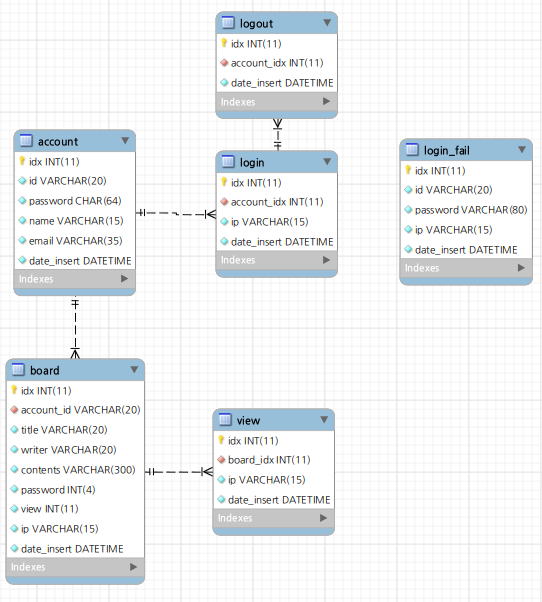 logout
idx INT(11)
account_idx INT(11)
date_insert DATETIME
Indexes
account
idx INT(11)
id VARCHAR(20)
password CHAR(64)
name VARCHAR(15)
email VARCHAR(35)
date_insert DATETIME
Indexes
login
idx INT(11)
account_idx INT(11)
ip VARCHAR(15)
date_insert DATETIME
Indexes
login_fail
idx INT(11)
id VARCHAR(20)
password VARCHAR(80)
ip VARCHAR(15)
date_insert DATETIME
Indexes
board
idx INT(11)
account_id VARCHAR(20)
title VARCHAR(20)
writer VARCHAR(20)
contents VARCHAR(300)
password INT(4)
view INT(11)
ip VARCHAR(15)
date_insert DATETIME
Indexes
view
idx INT(11)
board_idx INT(11)
ip VARCHAR(15)
date_insert DATETIME
Indexes